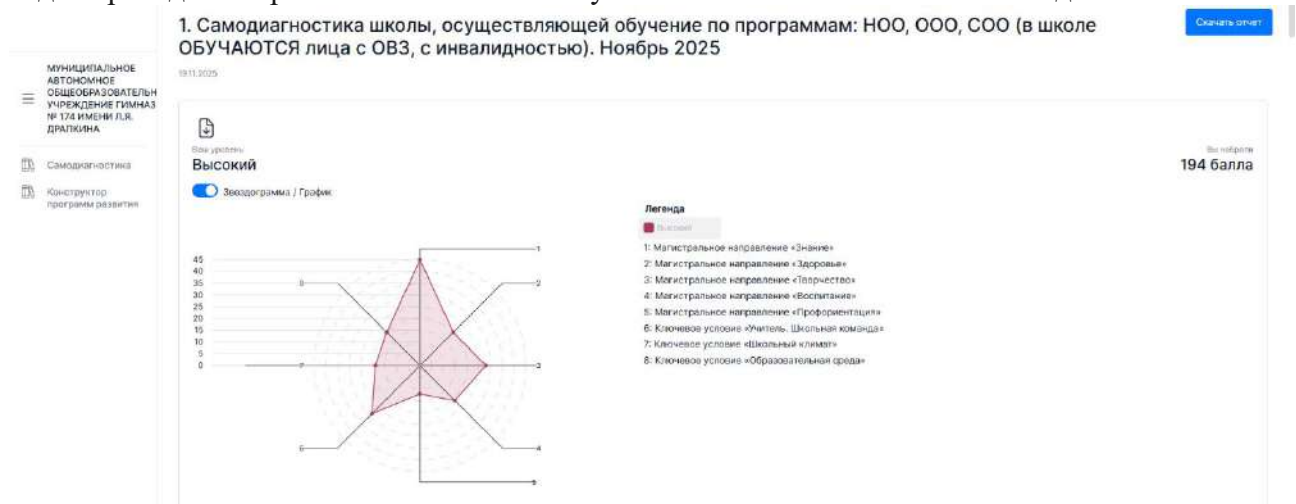 1. Самодиагностика школы, осуществляющей обучение по программам: НОО, ООО, СОО (в школе
ОБУЧАЮТСЯ лица с ОВЗ, с инвалидностью). Ноябрь 2025
Скачать отчет
19.11.2025
МУНИЦИПАЛЬНОЕ
АВТОНОМНОЕ
ОБЩЕОБРАЗОВАТЕЛЬН
УЧРЕЖДЕНИЕ ГИМНАЗ
№ 174 ИМЕНИ Л.Я.
ДРАПКИНА
Самодиагностика
Конструктор
программ развития
Ваш уровень
Высокий
Вы набрали
194 балла
Звездограмма / График
Легенда
Высокий
1: Магистральное направление «Знание»
2: Магистральное направление «Здоровье»
3: Магистральное направление «Творчество»
4: Магистральное направление «Воспитание»
5: Магистральное направление «Профориентация»
6: Ключевое условие «Учитель. Школьная команда»
7: Ключевое условие «Школьный климат»
8: Ключевое условие «Образовательная среда»
45
40
35
30
25
20
15
10
5
0
1
2
3
4
5
6
7
8